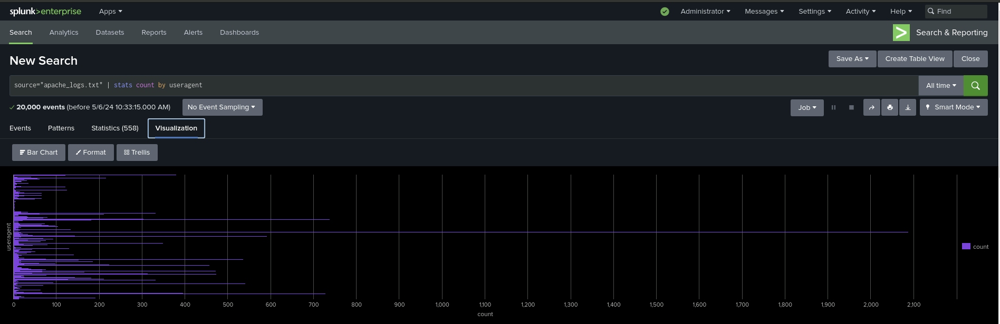 splunk>enterprise Apps Administrator Messages Settings Activity Help Find
Search Analytics Datasets Reports Alerts Dashboards Search & Reporting
New Search Save As Create Table View Close
source="apache_logs.txt" | stats count by useragent All time
20,000 events (before 5/6/24 10:33:15.000 AM) No Event Sampling Job Smart Mode
Events Patterns Statistics (558) Visualization
Bar Chart Format Trellis
useragent
count
0 100 200 300 400 500 600 700 800 900 1,000 1,100 1,200 1,300 1,400 1,500 1,600 1,700 1,800 1,900 2,000 2,100
count